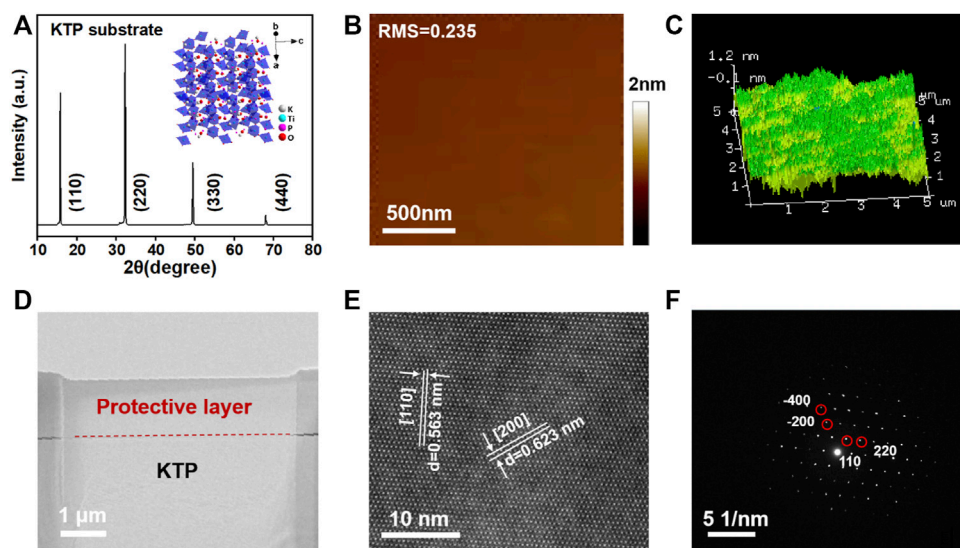 A
KTP substrate
Intensity (a.u.)
(110)
(220)
(330)
(440)
b
c
a
K
Ti
P
O
10 20 30 40 50 60 70 80
2θ(degree)
B
RMS=0.235
500nm
2nm
C
1.2 nm
-0.1 nm
5
4
3
2
1
1
2
3
4
5
um
μm
5 um
4
3
2
1
D
Protective layer
KTP
1 μm
E
[110]
d=0.563 nm
[200]
d=0.623 nm
10 nm
F
-400
-200
110
220
5 1/nm